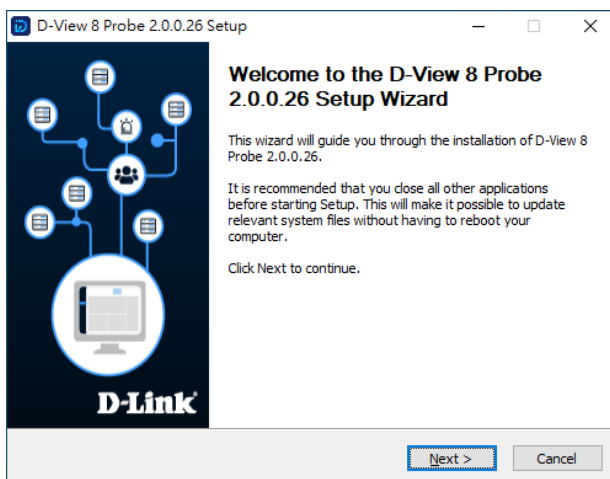 D-View 8 Probe 2.0.0.26 Setup
Welcome to the D-View 8 Probe
2.0.0.26 Setup Wizard
This wizard will guide you through the installation of D-View 8
Probe 2.0.0.26.
It is recommended that you close all other applications
before starting Setup. This will make it possible to update
relevant system files without having to reboot your
computer.
Click Next to continue.
D-Link
Next >
Cancel